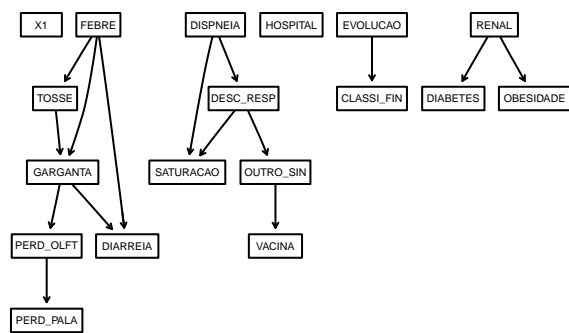 X1 FEBRE DISPNEIA HOSPITAL EVOLUCAO RENAL
TOSSE DESC_RESP CLASSI_FIN DIABETES OBESIDADE
GARGANTA SATURACAO OUTRO_SIN
PERD_OLFT DIARREIA VACINA
PERD_PALA